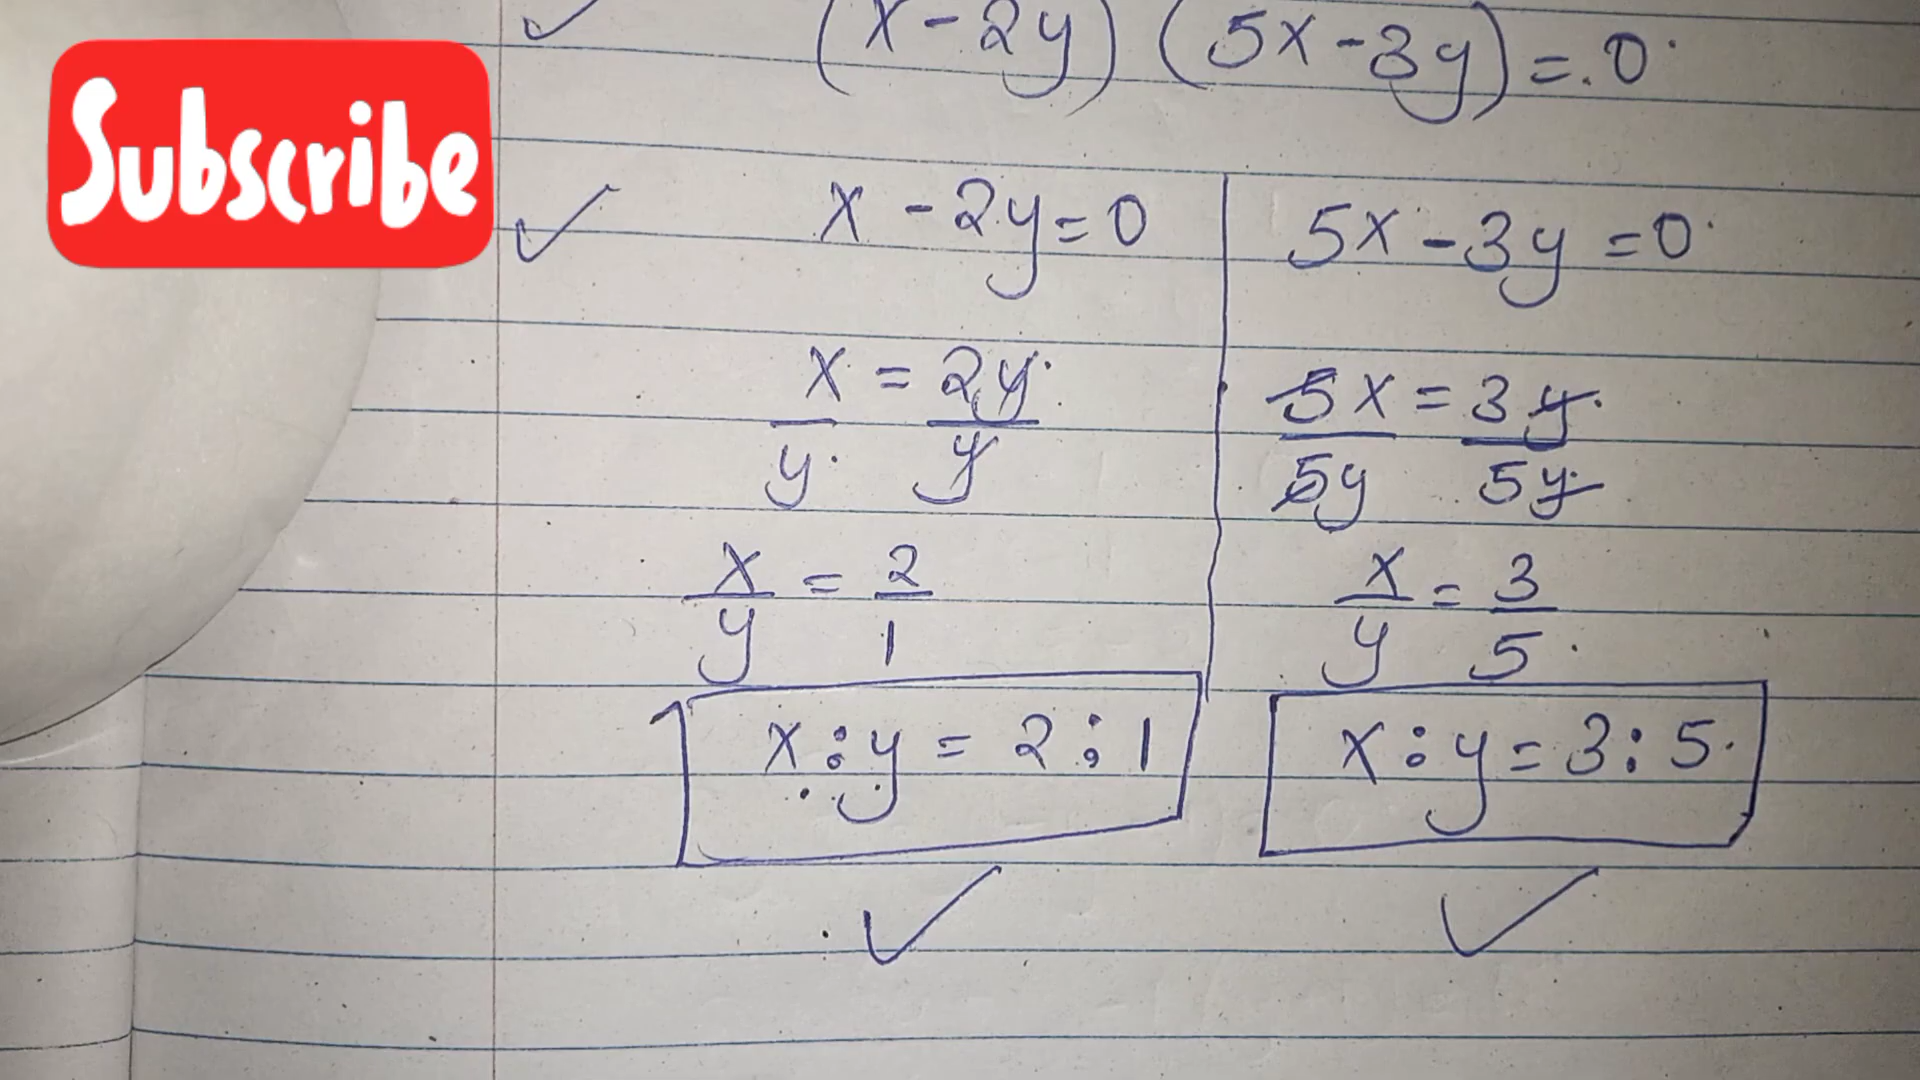 Subscribe
(x-2y) (5x-3y)=0
x-2y=0 | 5x-3y=0
x/y = 2y/y | 5x/5y = 3y/5y
x/y = 2/1 | x/y = 3/5
x:y = 2:1 | x:y = 3:5